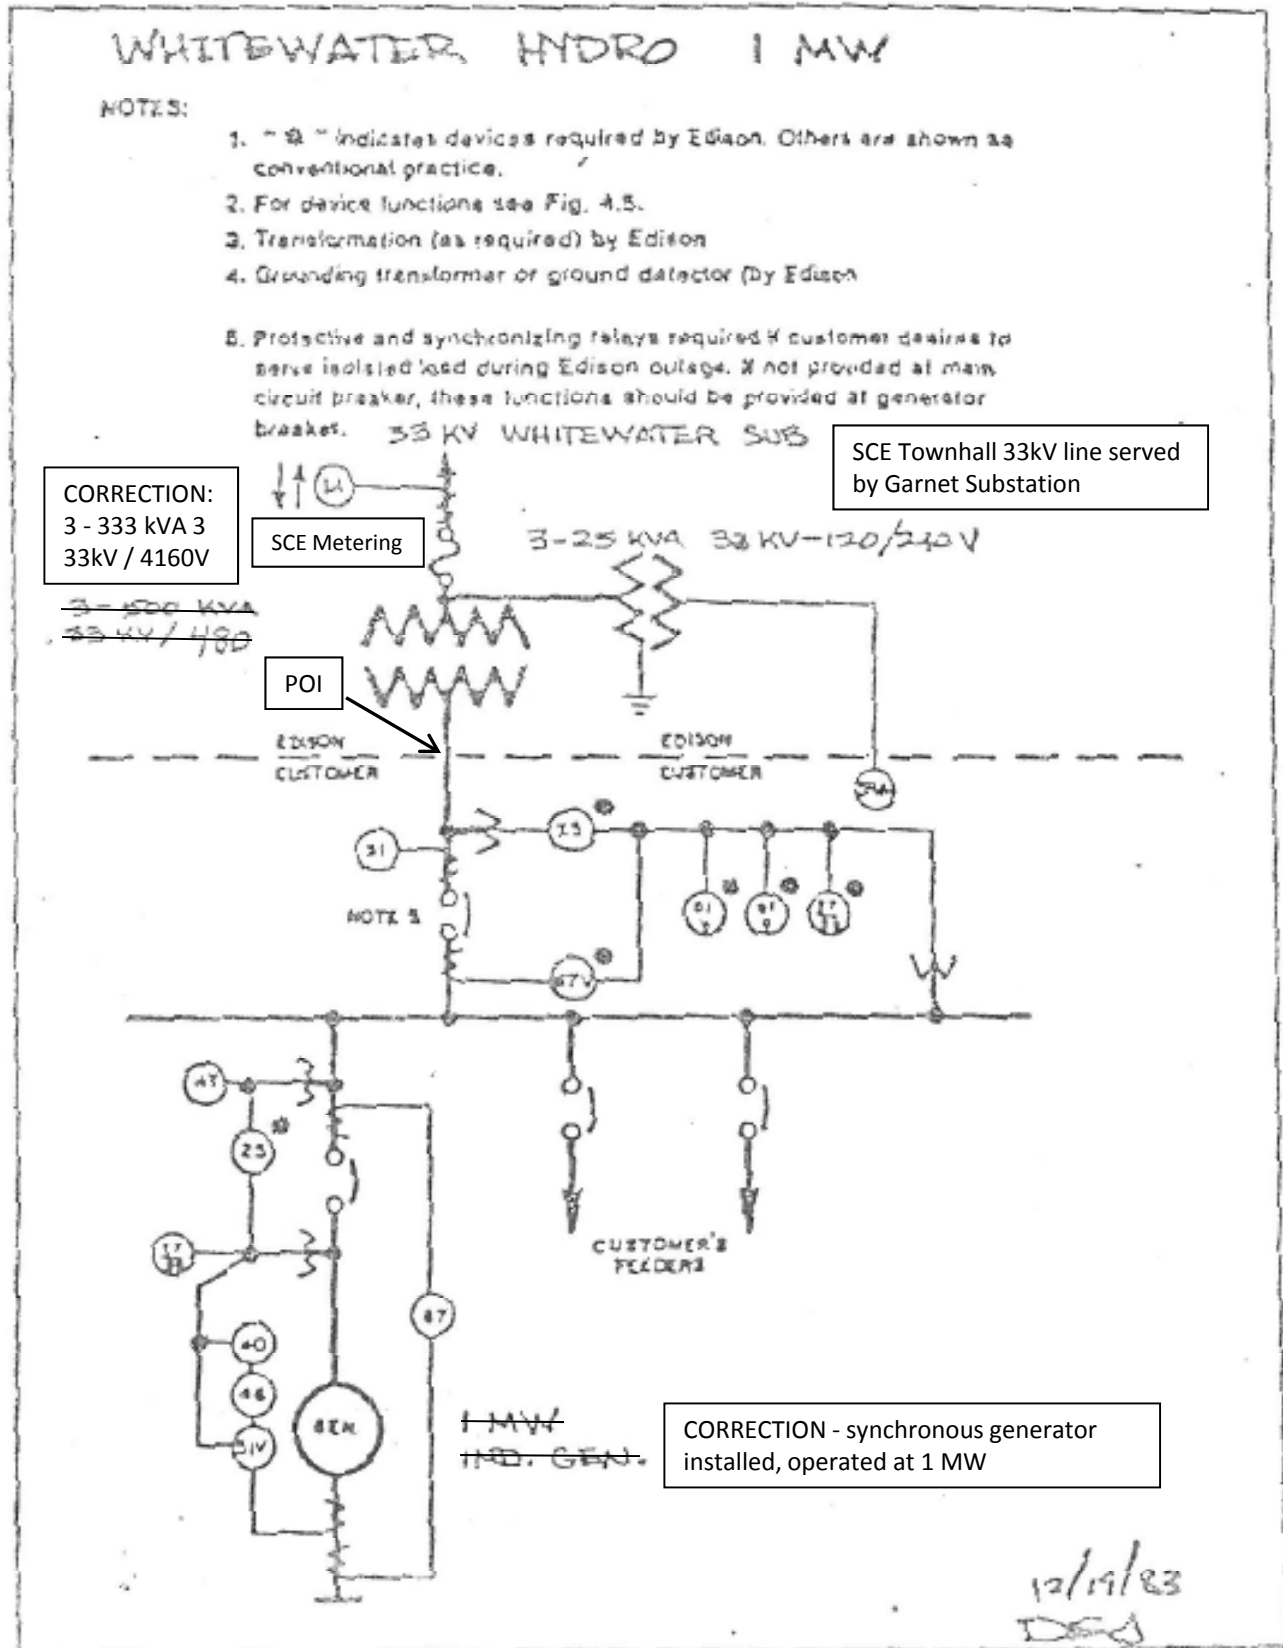 WHITEWATER HYDRO 1 MW
NOTES:
1. " indicates devices required by Edison. Others are shown as
conventional practice.
2. For device functions see Fig. 4.5.
3. Transformation (as required) by Edison
4. Grounding transformer or ground detector (by Edison
5. Protective and synchronizing relays required if customer desires to
serve isolated load during Edison outage. If not provided at main
circuit breaker, these functions should be provided at generator
breaker.
33 KV WHITEWATER SUB
SCE Townhall 33kV line served
by Garnet Substation
CORRECTION:
3 - 333 kVA 3
33kV / 4160V
SCE Metering
3-25 KVA 33 KV-120/240V
3-500 KVA
33 KV / 480
POI
EDISON
CUSTOMER
EDISON
CUSTOMER
25
51
NOTE 5
67V
43
25
27
40
46
51V
87
GEN
CUSTOMER'S
FEEDERS
1 MW
IND. GEN.
CORRECTION - synchronous generator
installed, operated at 1 MW
12/19/83